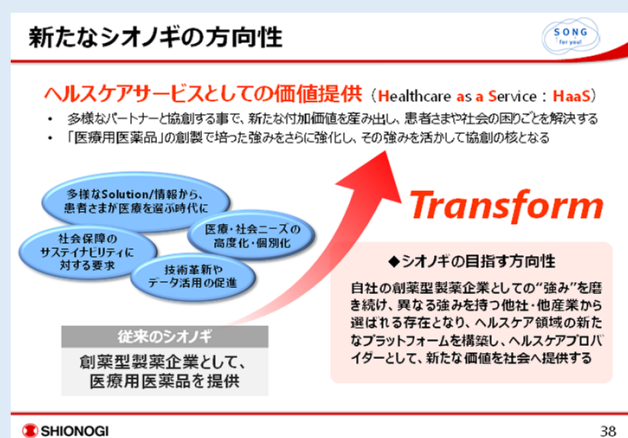 新たなシオノギの方向性
SONG
for you!
ヘルスケアサービスとしての価値提供（Healthcare as a Service：HaaS）
• 多様なパートナーと協創する事で、新たな付加価値を産み出し、患者さまや社会の困りごとを解決する
• 「医療用医薬品」の創製で培った強みをさらに強化し、その強みを活かして協創の核となる
多様なSolution/情報から、
患者さまが医療を選ぶ時代に
医療・社会ニーズの
高度化・個別化
社会保障の
サステイナビリティに
対する要求
技術革新や
データ活用の促進
Transform
従来のシオノギ
創薬型製薬企業として、
医療用医薬品を提供
◆シオノギの目指す方向性
自社の創薬型製薬企業としての“強み”を磨
き続け、異なる強みを持つ他社・他産業から
選ばれる存在となり、ヘルスケア領域の新た
なプラットフォームを構築し、ヘルスケアプロバ
イダーとして、新たな価値を社会へ提供する
SHIONOGI
38